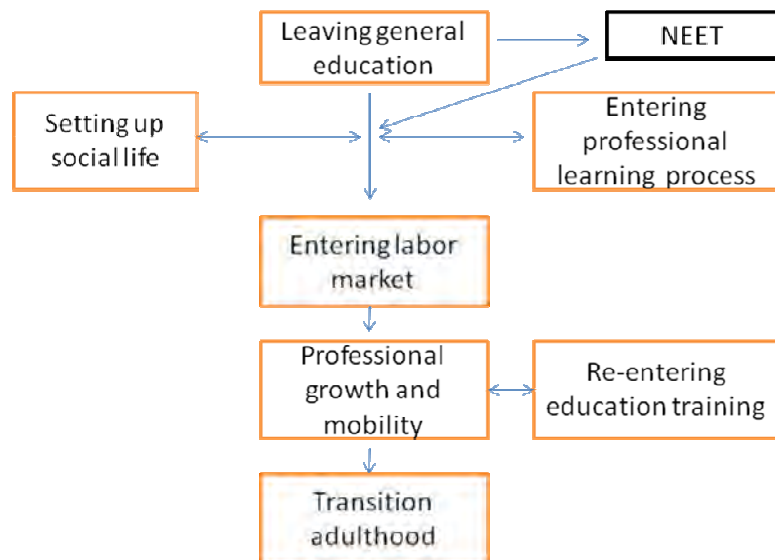 Leaving general
education
NEET
Setting up
social life
Entering
professional
learning process
Entering labor
market
Professional
growth and
mobility
Re-entering
education training
Transition
adulthood